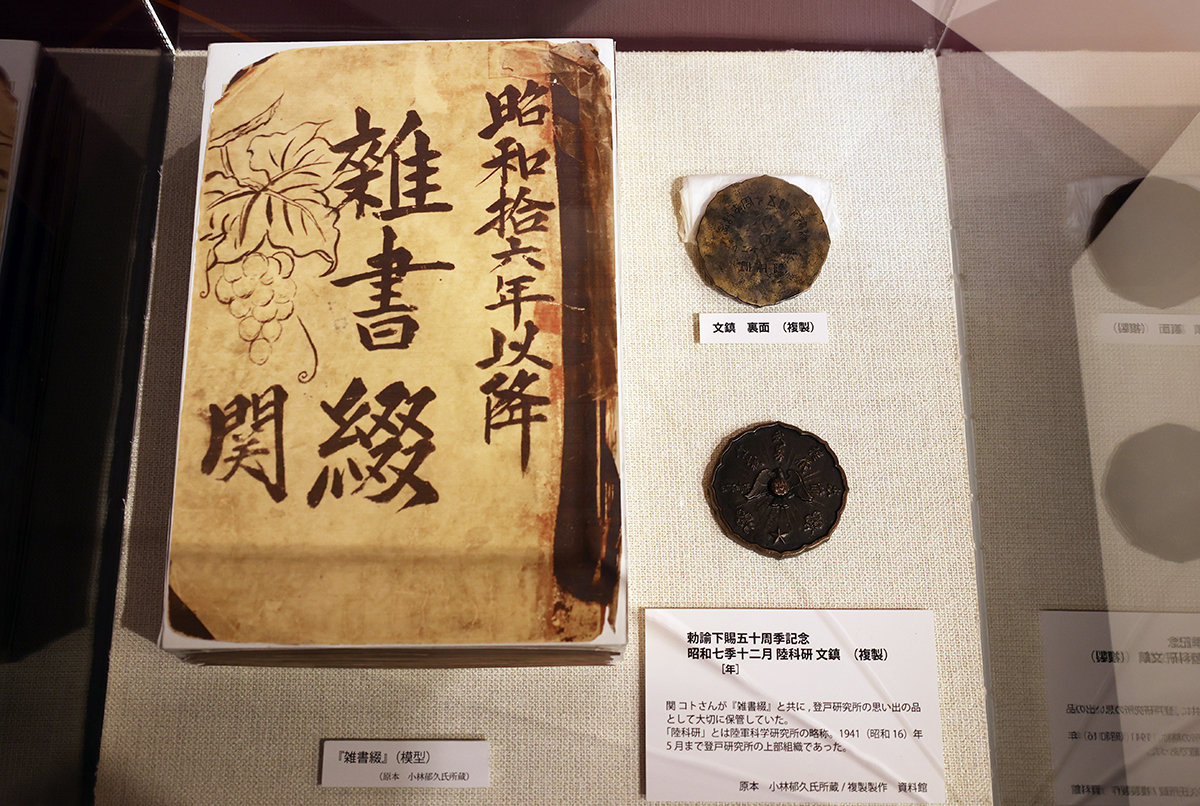 昭和拾六年以降
雑書綴
関
文鎮 裏面 （複製）
勅諭下賜五十周季記念
昭和七季十二月 陸科研 文鎮 （複製）
［年］
関 コトさんが『雑書綴』と共に , 登戸研究所の思い出の品
として大切に保管していた。
「陸科研」とは陸軍科学研究所の略称。1941（昭和 16）年
5 月まで登戸研究所の上部組織であった。
原本 小林郁久氏所蔵 / 複製製作 資料館
『雑書綴』（模型）
（原本 小林郁久氏所蔵）